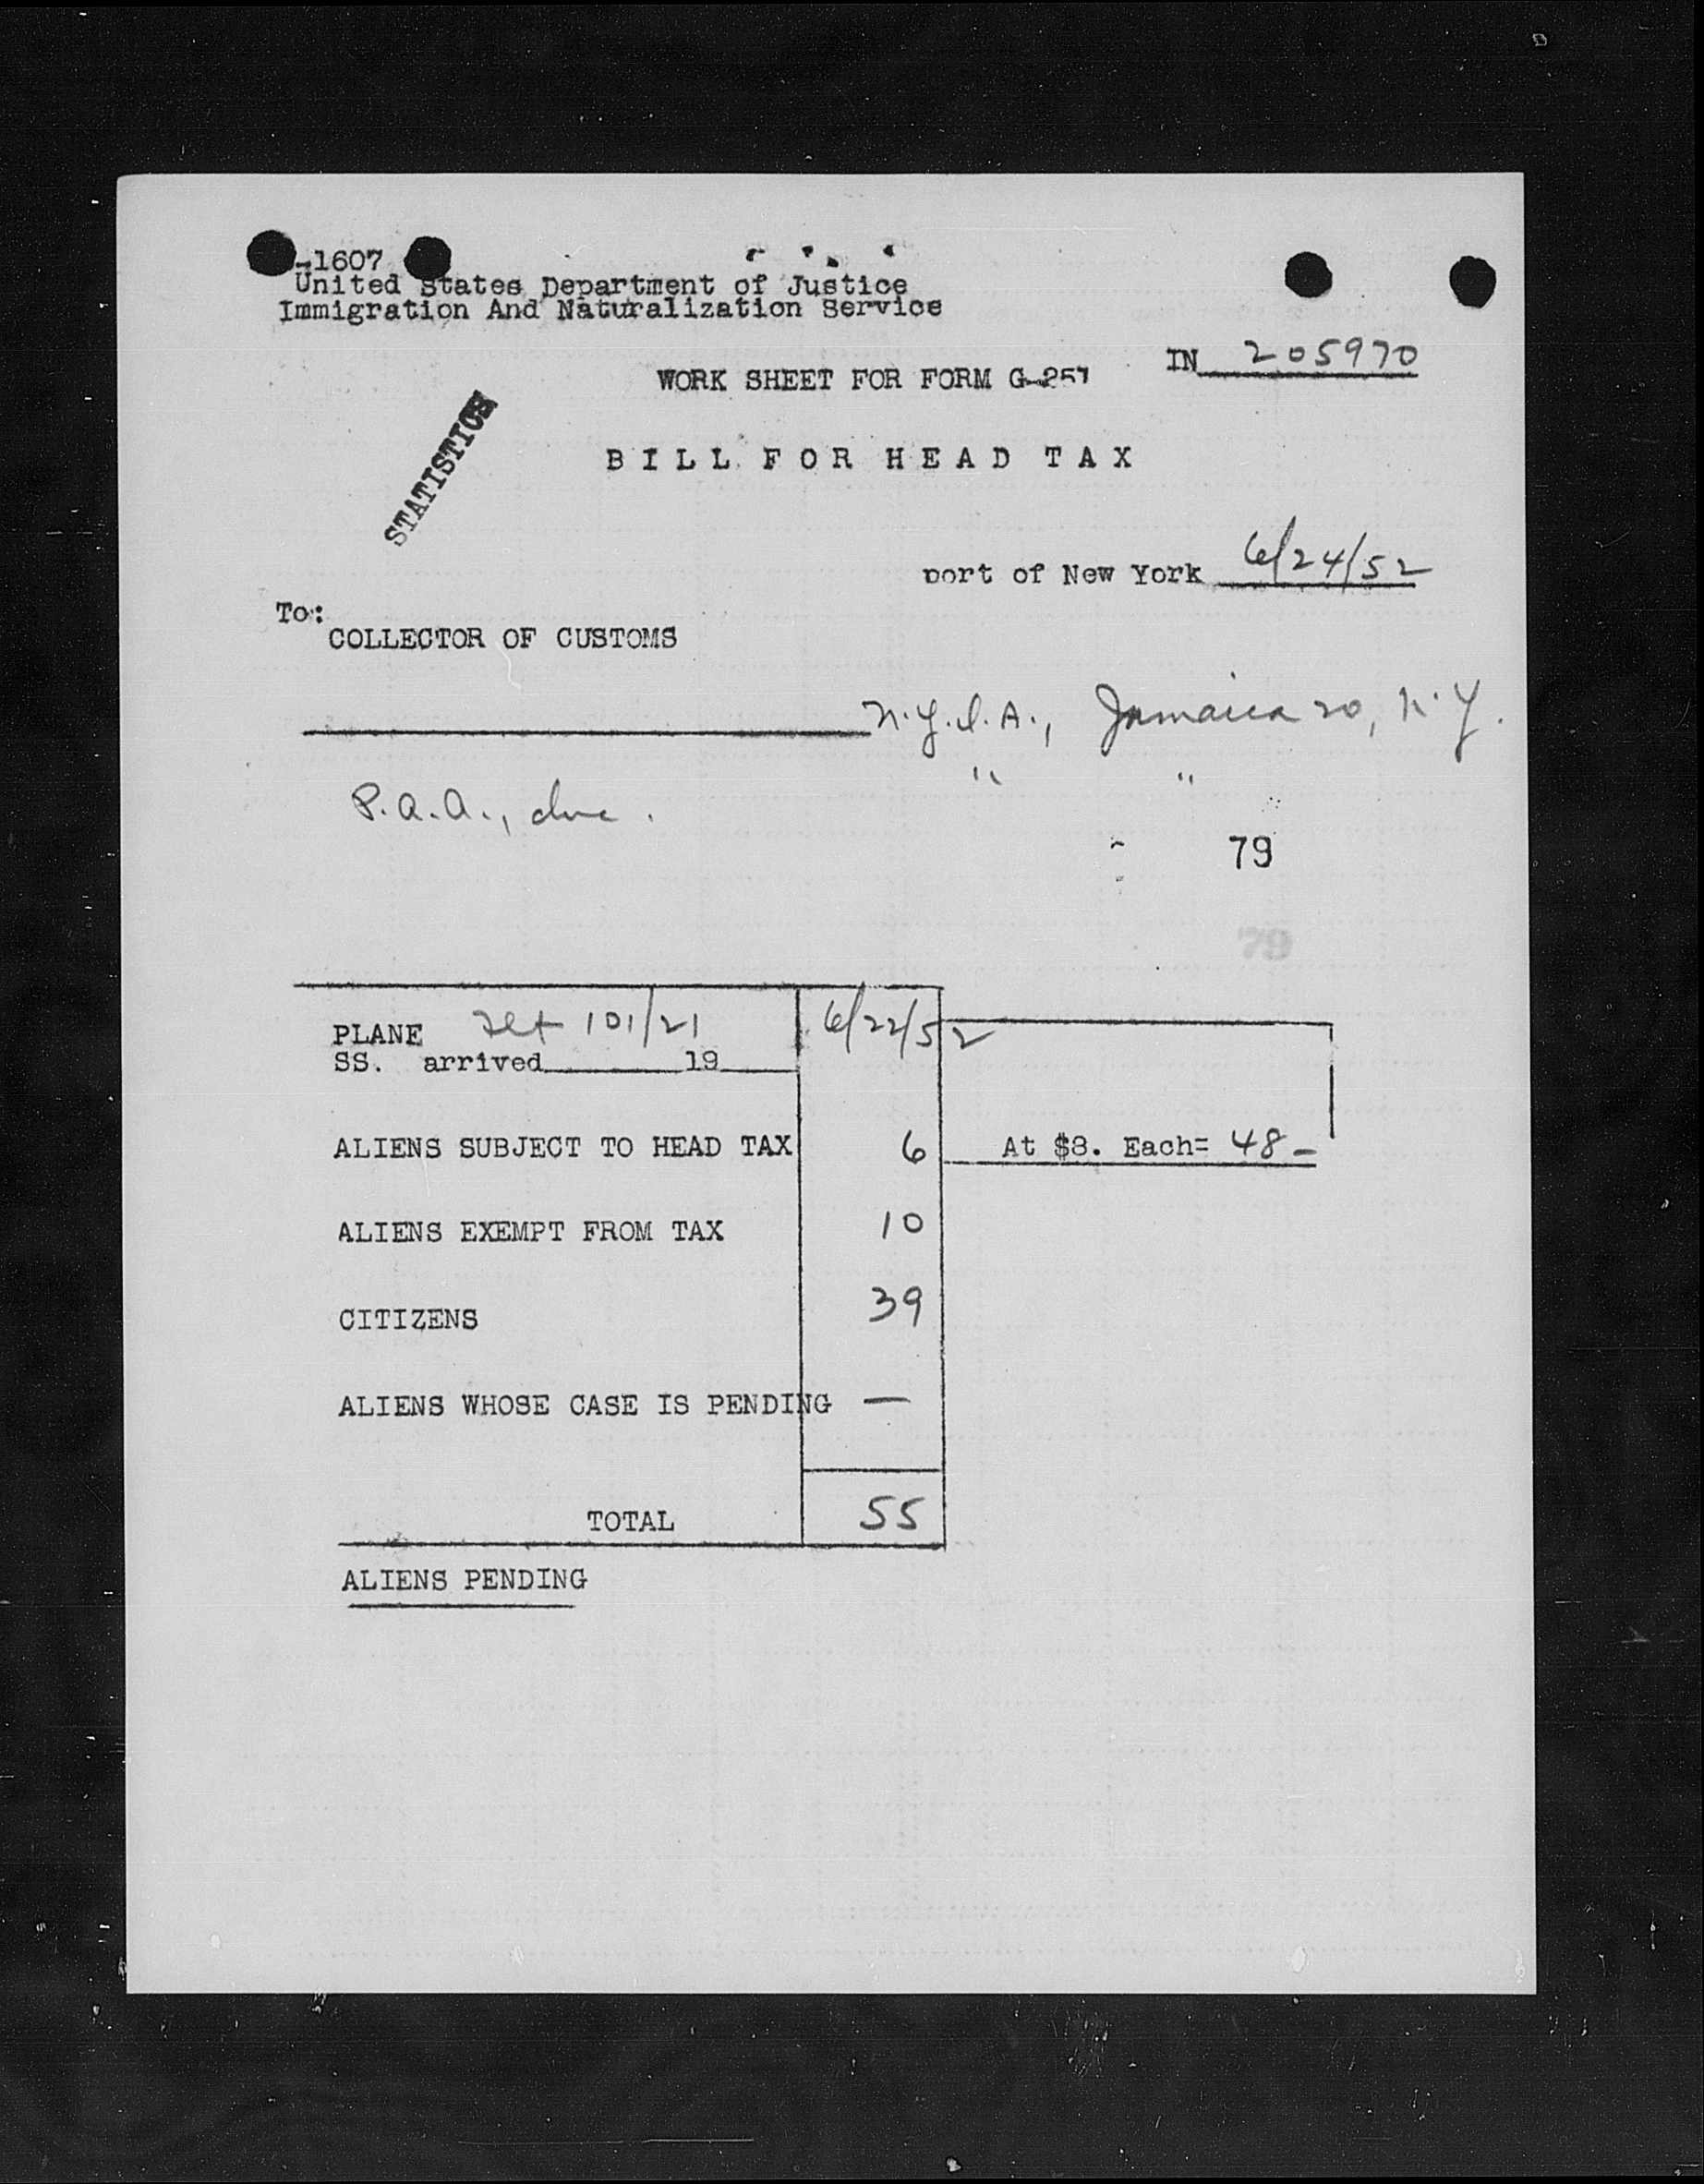 -1607
United States Department of Justice
Immigration And Naturalization Service
IN 205970
WORK SHEET FOR FORM G-257
STATISTICS
BILL FOR HEAD TAX
port of New York 6/24/52
To:
COLLECTOR OF CUSTOMS
N.Y.I.A., Jamaica 20, N.Y.
" "
P.A.A., Inc.
79
79
PLANE 101/21 6/22/52
SS. arrived 19
ALIENS SUBJECT TO HEAD TAX 6 At $8. Each= 48-
ALIENS EXEMPT FROM TAX 10
CITIZENS 39
ALIENS WHOSE CASE IS PENDING —
TOTAL 55
ALIENS PENDING